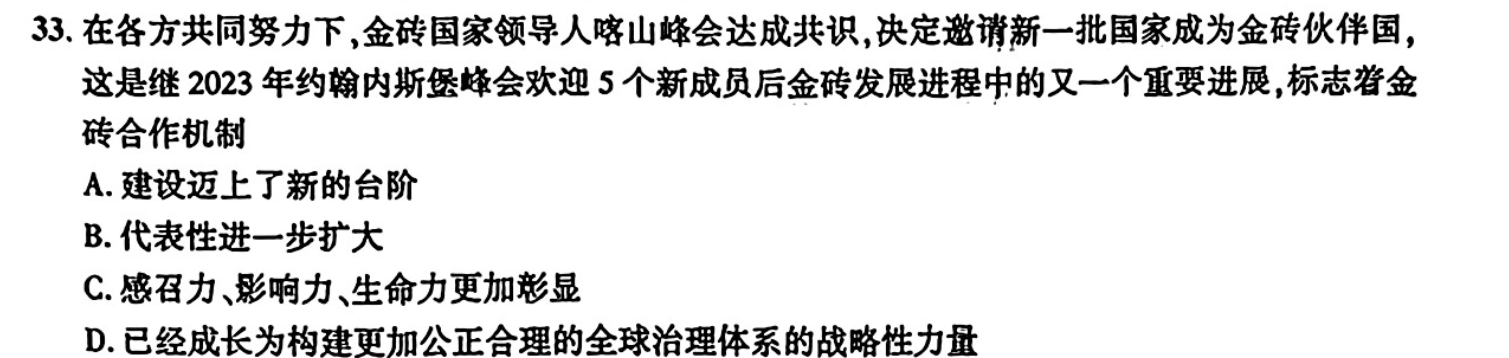 33. 在各方共同努力下,金砖国家领导人喀山峰会达成共识,决定邀请新一批国家成为金砖伙伴国,
这是继 2023 年约翰内斯堡峰会欢迎 5 个新成员后金砖发展进程中的又一个重要进展,标志着金
砖合作机制
A. 建设迈上了新的台阶
B. 代表性进一步扩大
C. 感召力、影响力、生命力更加彰显
D. 已经成长为构建更加公正合理的全球治理体系的战略性力量